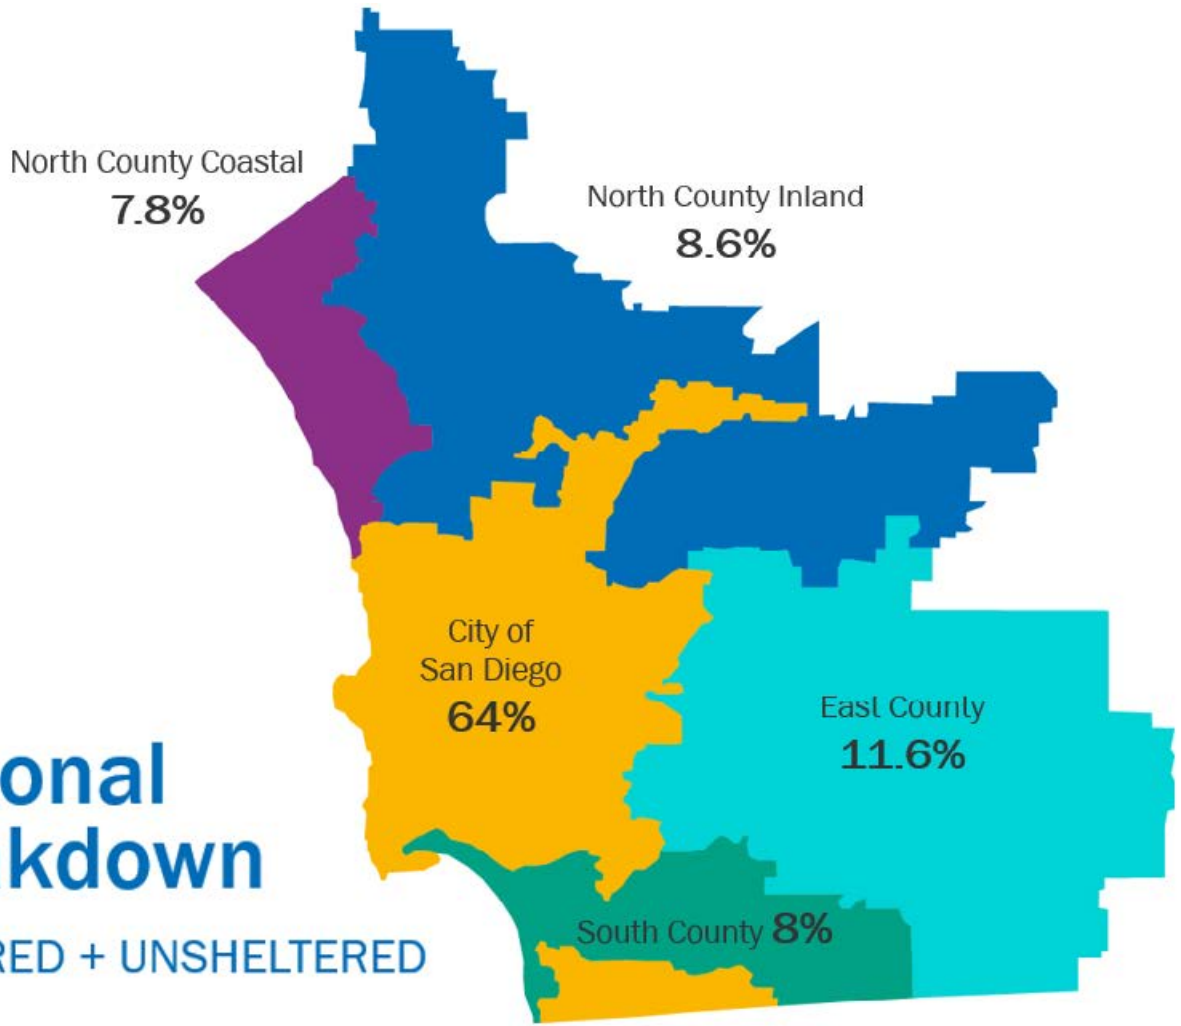 North County Coastal
7.8%
North County Inland
8.6%
City of
San Diego
64%
East County
11.6%
South County 8%
onal
kdown
RED + UNSHELTERED